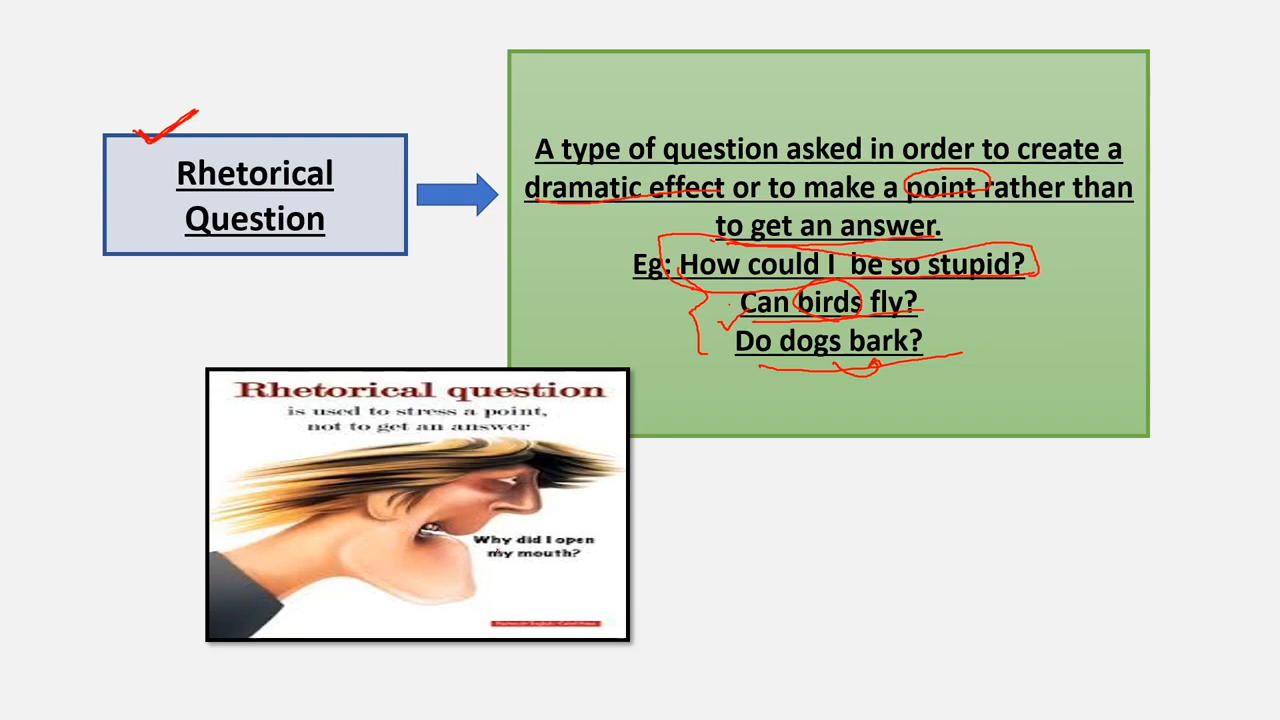 Rhetorical
Question
A type of question asked in order to create a
dramatic effect or to make a point rather than
to get an answer.
Eg: How could I be so stupid?
Can birds fly?
Do dogs bark?
Rhetorical question
is used to stress a point,
not to get an answer
Why did I open
my mouth?